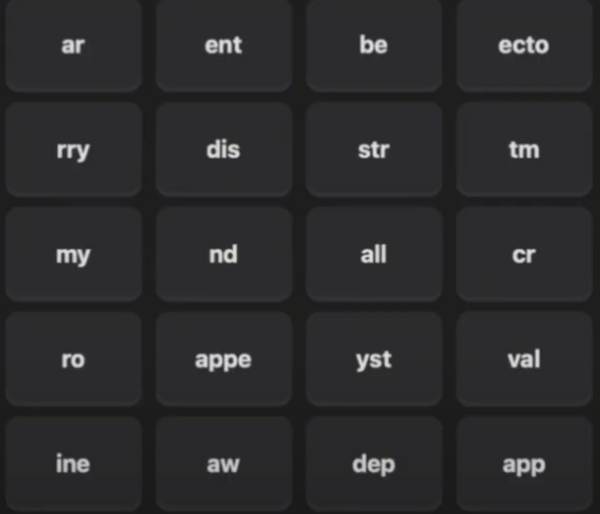 ar ent be ecto
rry dis str tm
my nd all cr
ro appe yst val
ine aw dep app